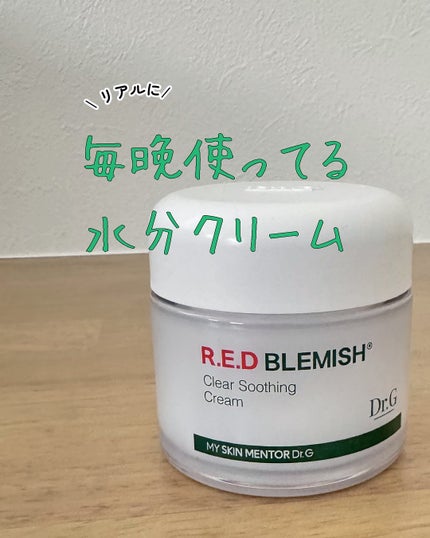 \ リアルに /
毎晩使ってる
水分クリーム
R.E.D BLEMISH®
Clear Soothing
Cream
Dr.G
MY SKIN MENTOR Dr.G